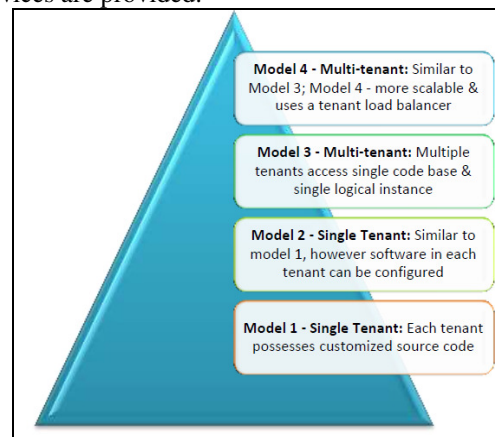 vices are provided.
Model 4 - Multi-tenant: Similar to
Model 3; Model 4 - more scalable &
uses a tenant load balancer
Model 3 - Multi-tenant: Multiple
tenants access single code base &
single logical instance
Model 2 - Single Tenant: Similar to
model 1, however software in each
tenant can be configured
Model 1 - Single Tenant: Each tenant
possesses customized source code